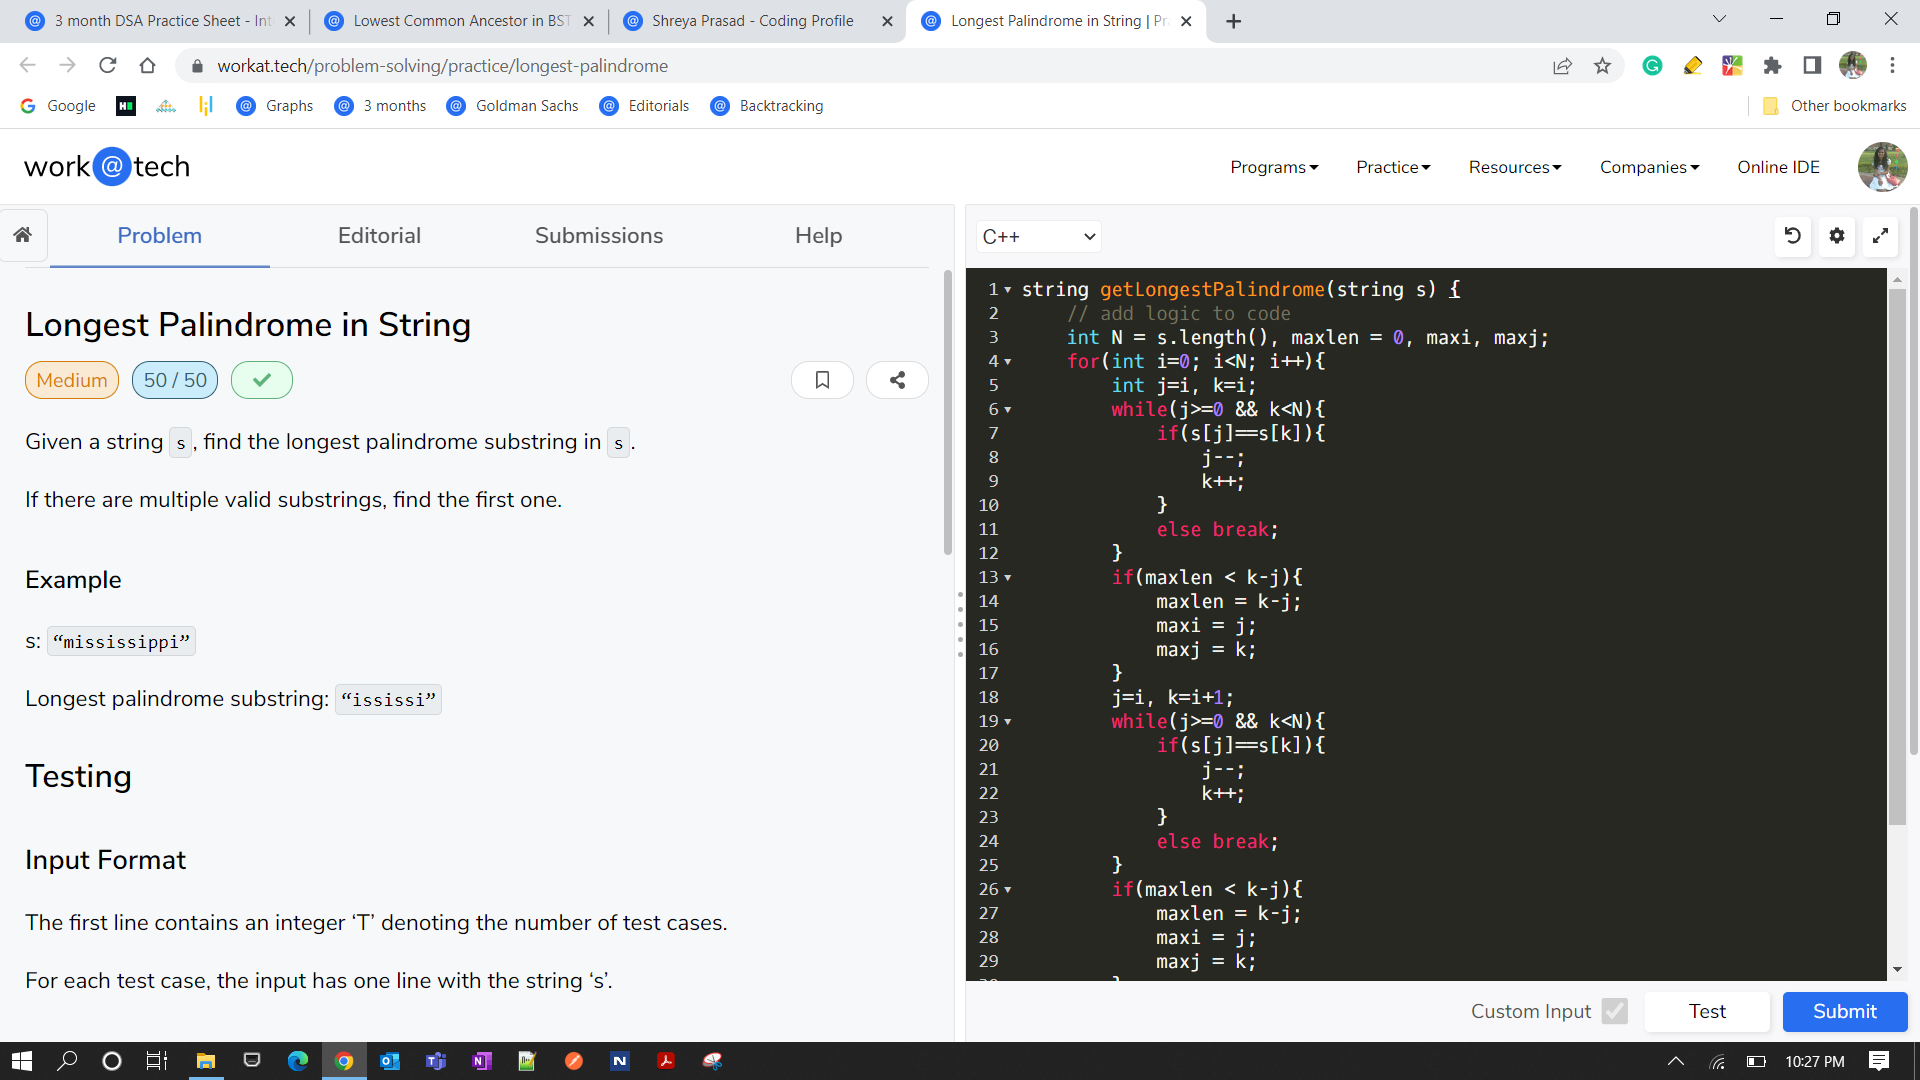 3 month DSA Practice Sheet - Int
Lowest Common Ancestor in BST
Shreya Prasad - Coding Profile
Longest Palindrome in String | Pr
workat.tech/problem-solving/practice/longest-palindrome
Google
Graphs
3 months
Goldman Sachs
Editorials
Backtracking
Other bookmarks
work@tech
Programs
Practice
Resources
Companies
Online IDE
Problem
Editorial
Submissions
Help
C++
Longest Palindrome in String
Medium
50 / 50
Given a string s, find the longest palindrome substring in s.
If there are multiple valid substrings, find the first one.
Example
s: “mississippi”
Longest palindrome substring: “ississi”
Testing
Input Format
The first line contains an integer ‘T’ denoting the number of test cases.
For each test case, the input has one line with the string ‘s’.
1 string getLongestPalindrome(string s) {
2 // add logic to code
3 int N = s.length(), maxlen = 0, maxi, maxj;
4 for(int i=0; i<N; i++){
5 int j=i, k=i;
6 while(j>=0 && k<N){
7 if(s[j]==s[k]){
8 j--;
9 k++;
10 }
11 else break;
12 }
13 if(maxlen < k-j){
14 maxlen = k-j;
15 maxi = j;
16 maxj = k;
17 }
18 j=i, k=i+1;
19 while(j>=0 && k<N){
20 if(s[j]==s[k]){
21 j--;
22 k++;
23 }
24 else break;
25 }
26 if(maxlen < k-j){
27 maxlen = k-j;
28 maxi = j;
29 maxj = k;
Custom Input
Test
Submit
10:27 PM